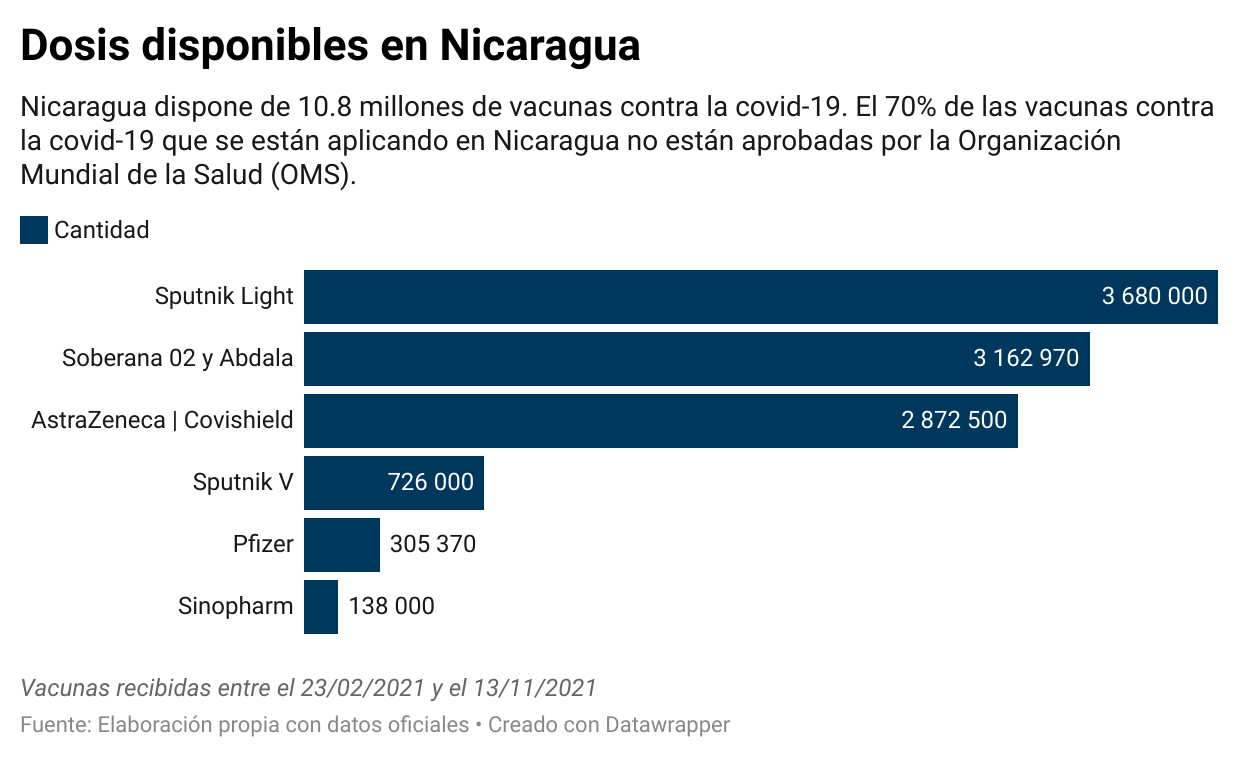 Dosis disponibles en Nicaragua
Nicaragua dispone de 10.8 millones de vacunas contra la covid-19. El 70% de las vacunas contra
la covid-19 que se están aplicando en Nicaragua no están aprobadas por la Organización
Mundial de la Salud (OMS).
Cantidad
Sputnik Light 3 680 000
Soberana 02 y Abdala 3 162 970
AstraZeneca | Covishield 2 872 500
Sputnik V 726 000
Pfizer 305 370
Sinopharm 138 000
Vacunas recibidas entre el 23/02/2021 y el 13/11/2021
Fuente: Elaboración propia con datos oficiales • Creado con Datawrapper